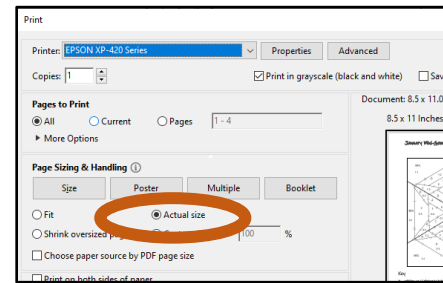 Print
Printer: EPSON XP-420 Series Properties Advanced
Copies: 1 Print in grayscale (black and white) Sav
Pages to Print Document: 8.5 x 11.0
All Current Pages 1 - 4 8.5 x 11 Inches
More Options
Page Sizing & Handling
Size Poster Multiple Booklet
Fit Actual size
Shrink oversized 100 %
Choose paper source by PDF page size
Print on both sides of paper
Key